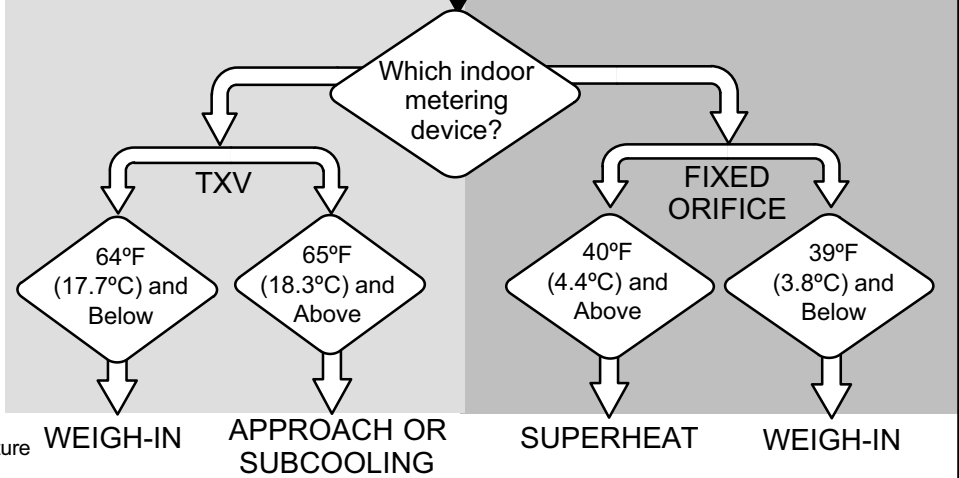 Which indoor
metering
device?
TXV
FIXED
ORIFICE
64ºF
(17.7ºC) and
Below
65ºF
(18.3ºC) and
Above
40ºF
(4.4ºC) and
Above
39ºF
(3.8ºC) and
Below
WEIGH-IN
APPROACH OR
SUBCOOLING
SUPERHEAT
WEIGH-IN